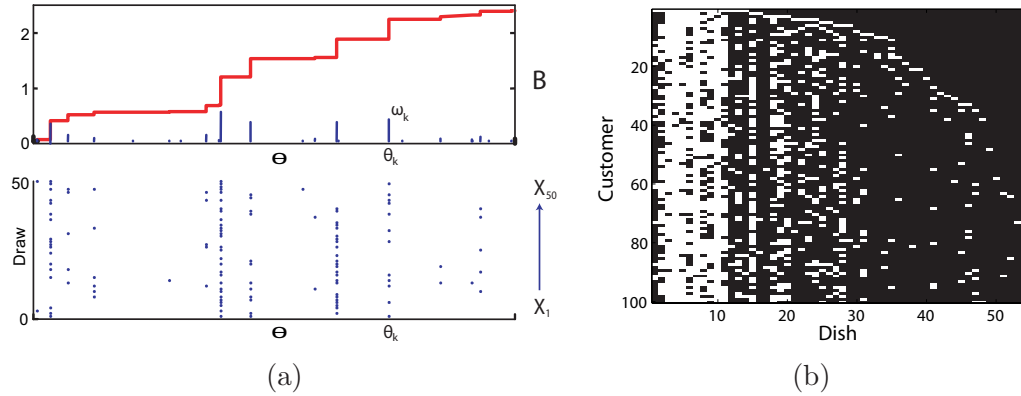 2
1
0
B
ω_k
Θ
θ_k
50
Draw
0
X_50
X_1
Θ
θ_k
(a)
20
40
60
80
100
Customer
10 20 30 40 50
Dish
(b)